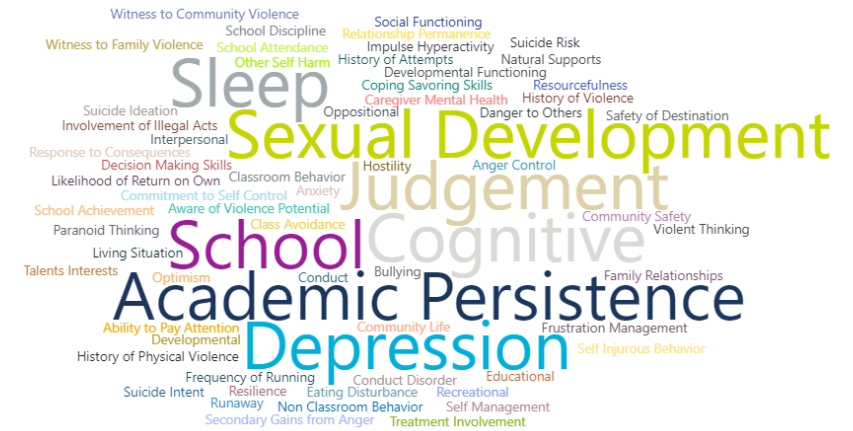 Witness to Community Violence
Social Functioning
School Discipline
Relationship Permanence
Witness to Family Violence
School Attendance
Impulse Hyperactivity
Suicide Risk
Other Self Harm
History of Attempts
Natural Supports
Developmental Functioning
Sleep
Coping Savoring Skills
Resourcefulness
Caregiver Mental Health
History of Violence
Suicide Ideation
Oppositional
Danger to Others
Safety of Destination
Involvement of Illegal Acts
Interpersonal
Sexual Development
Response to Consequences
Decision Making Skills
Hostility
Anger Control
Likelihood of Return on Own
Classroom Behavior
Judgement
Commitment to Self Control
Anxiety
School Achievement
Aware of Violence Potential
Community Safety
Paranoid Thinking
Class Avoidance
Violent Thinking
School
Cognitive
Living Situation
Talents Interests
Optimism
Conduct
Bullying
Family Relationships
Academic Persistence
Ability to Pay Attention
Community Life
Frustration Management
Developmental
Depression
Self Injurous Behavior
History of Physical Violence
Frequency of Running
Conduct Disorder
Educational
Suicide Intent
Resilience
Eating Disturbance
Recreational
Runaway
Non Classroom Behavior
Self Management
Secondary Gains from Anger
Treatment Involvement